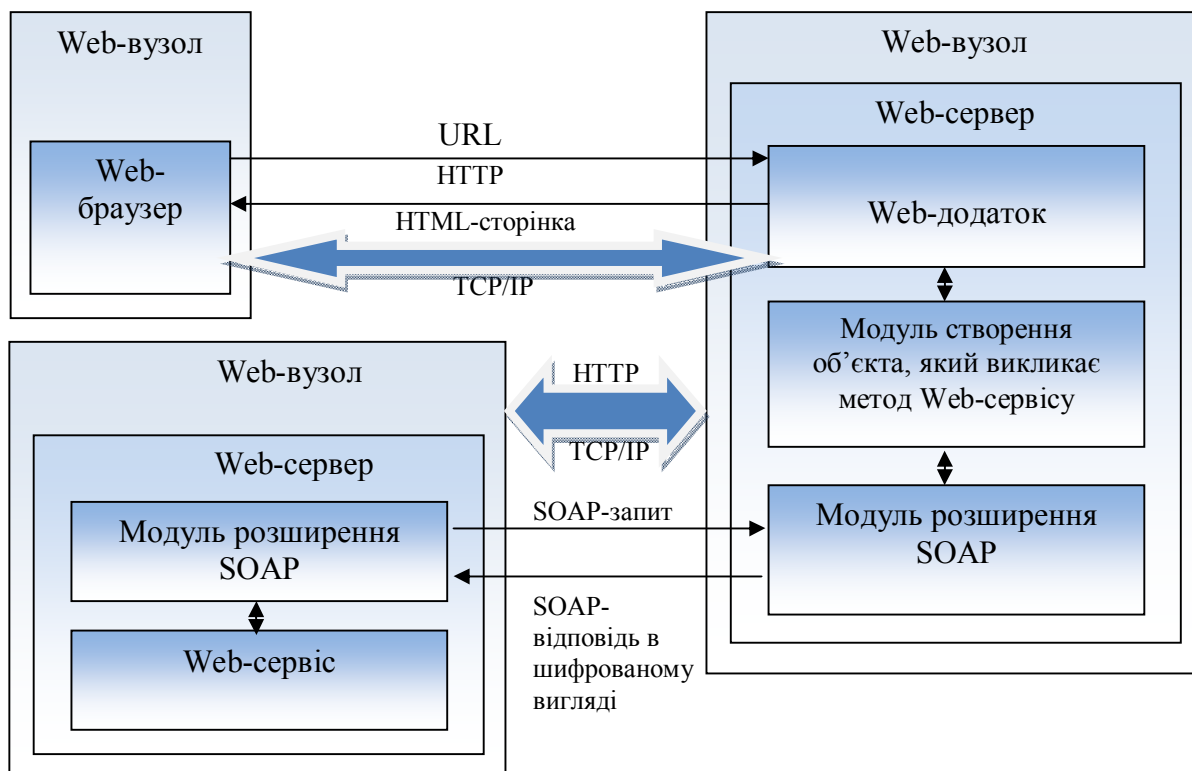 Web-вузол
Web-
браузер
URL
HTTP
HTML-сторінка
TCP/IP
Web-вузол
Web-сервер
Web-додаток
Модуль створення
об’єкта, який викликає
метод Web-сервісу
Модуль розширення
SOAP
HTTP
TCP/IP
Web-вузол
Web-сервер
Модуль розширення
SOAP
Web-сервіс
SOAP-запит
SOAP-
відповідь в
шифрованому
вигляді